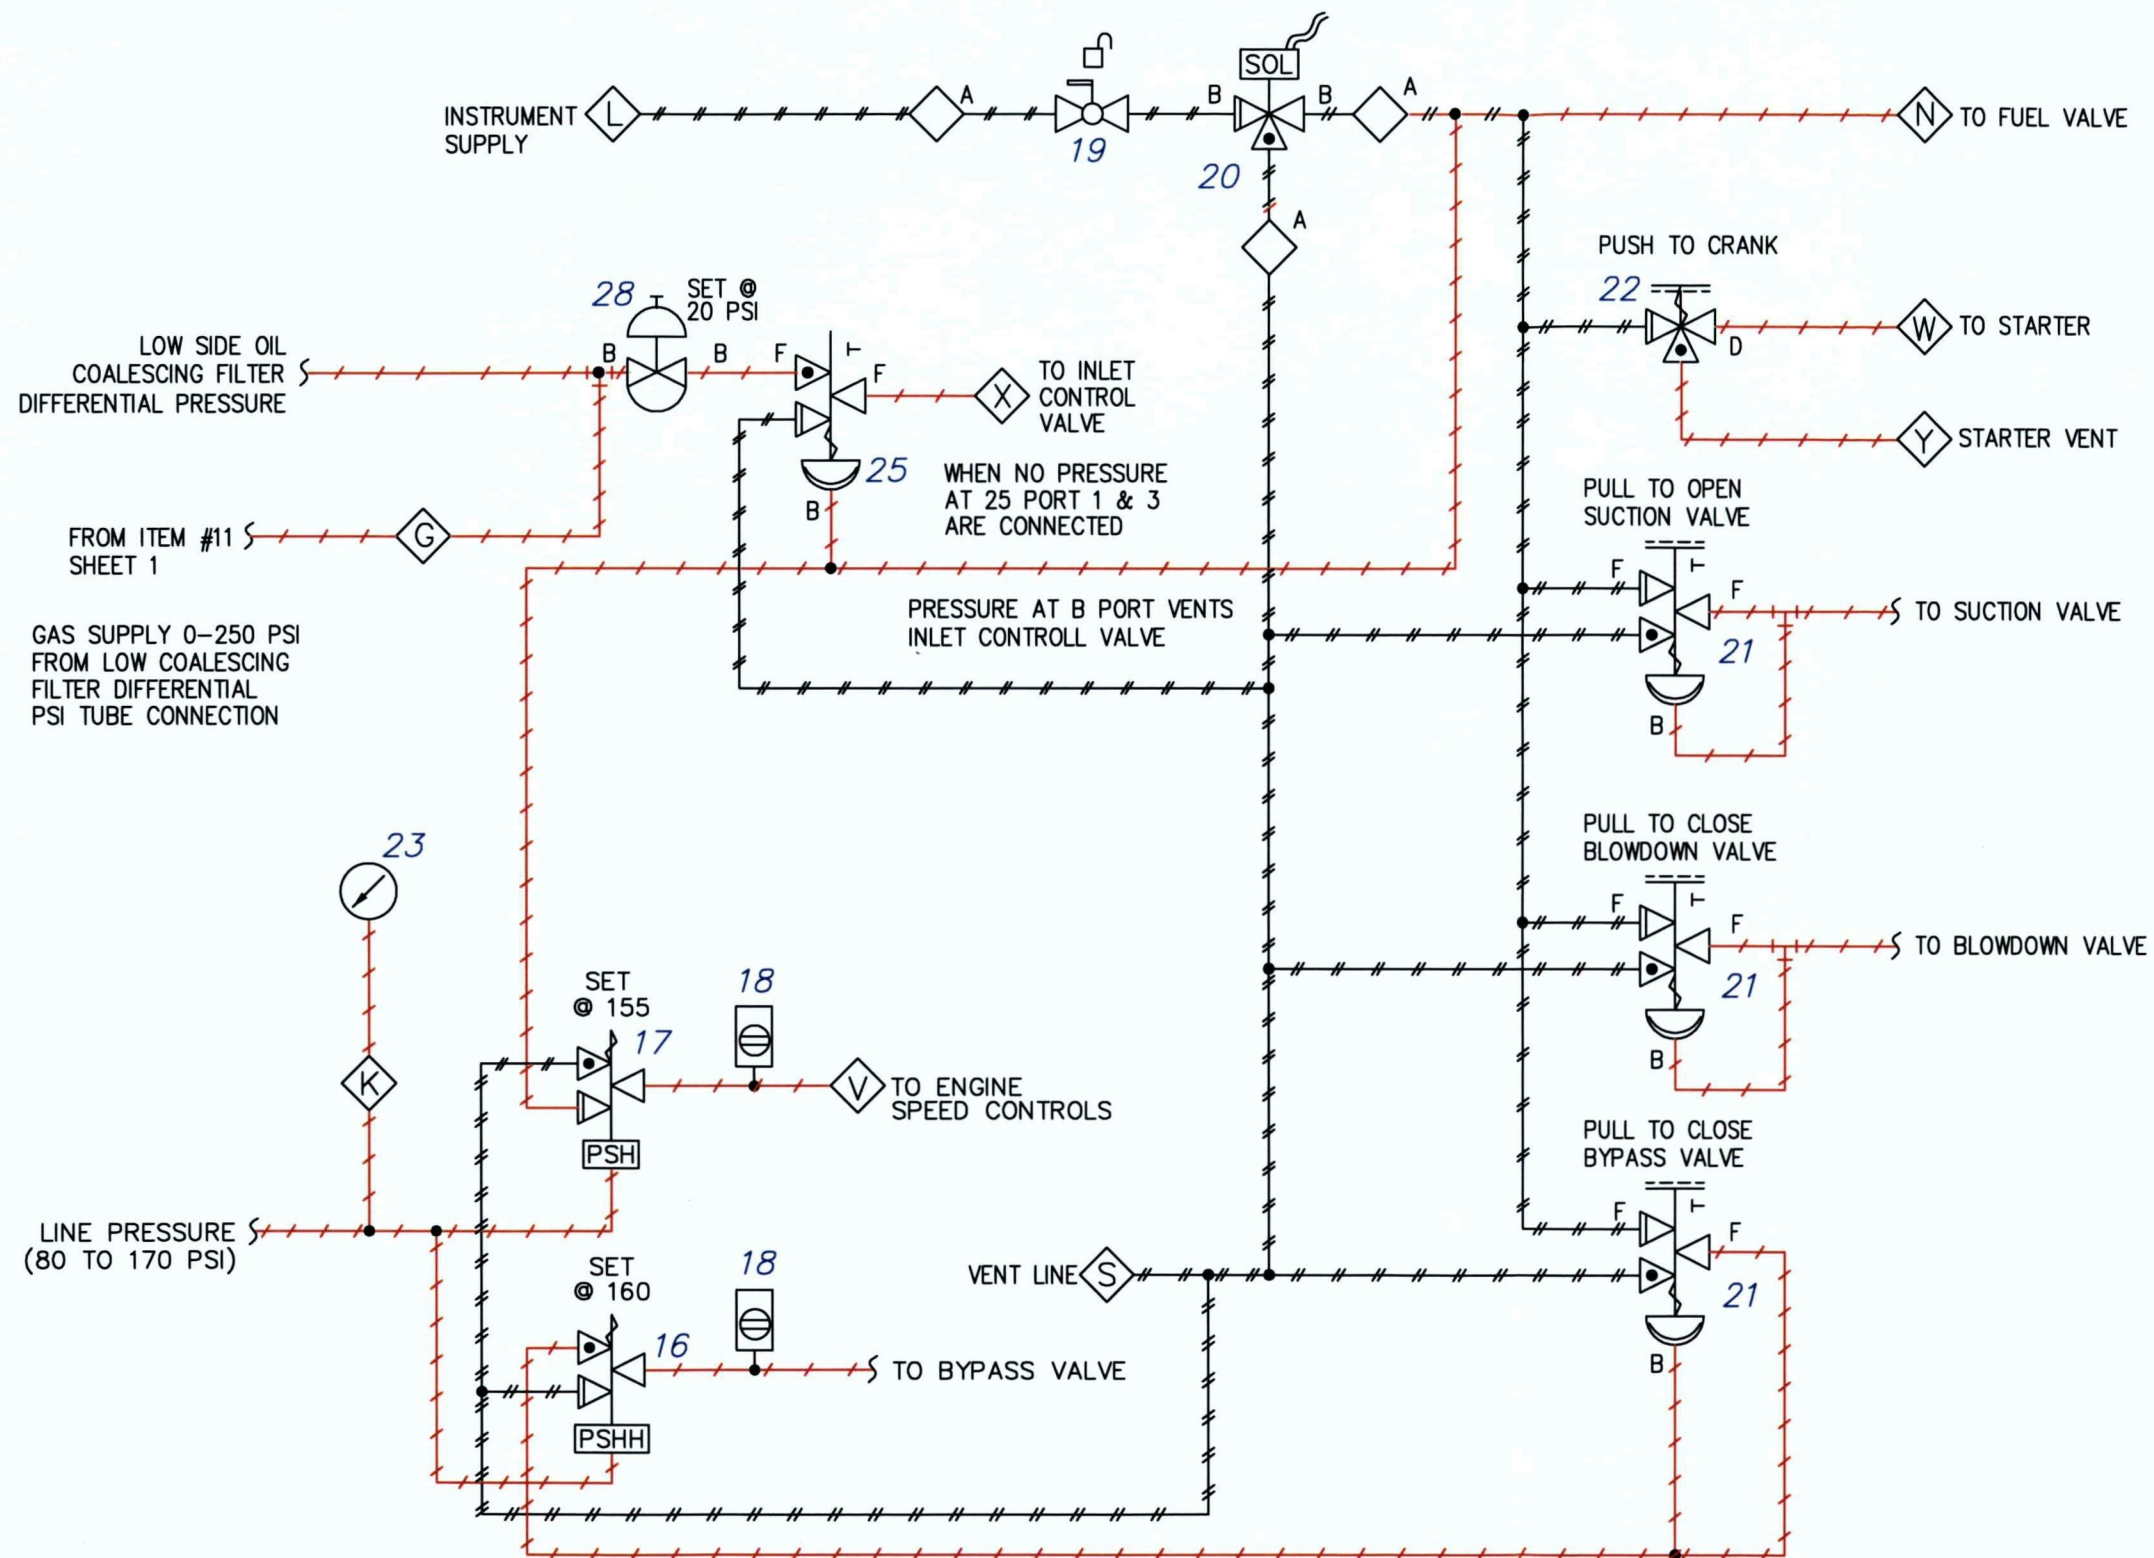 SOL
A
A
B
B
INSTRUMENT
SUPPLY
L
N
TO FUEL VALVE
19
20
A
PUSH TO CRANK
22
28
SET @
20 PSI
LOW SIDE OIL
COALESCING FILTER
DIFFERENTIAL PRESSURE
B
B
F
F
X
TO INLET
CONTROL
VALVE
W
TO STARTER
D
Y
STARTER VENT
25
B
WHEN NO PRESSURE
AT 25 PORT 1 & 3
ARE CONNECTED
FROM ITEM #11
SHEET 1
G
PULL TO OPEN
SUCTION VALVE
F
F
TO SUCTION VALVE
21
B
PRESSURE AT B PORT VENTS
INLET CONTROLL VALVE
GAS SUPPLY 0-250 PSI
FROM LOW COALESCING
FILTER DIFFERENTIAL
PSI TUBE CONNECTION
PULL TO CLOSE
BLOWDOWN VALVE
23
F
F
TO BLOWDOWN VALVE
21
B
SET
@ 155
17
18
K
V
TO ENGINE
SPEED CONTROLS
PSH
PULL TO CLOSE
BYPASS VALVE
LINE PRESSURE
(80 TO 170 PSI)
F
F
21
B
VENT LINE
S
SET
@ 160
18
16
TO BYPASS VALVE
PSHH